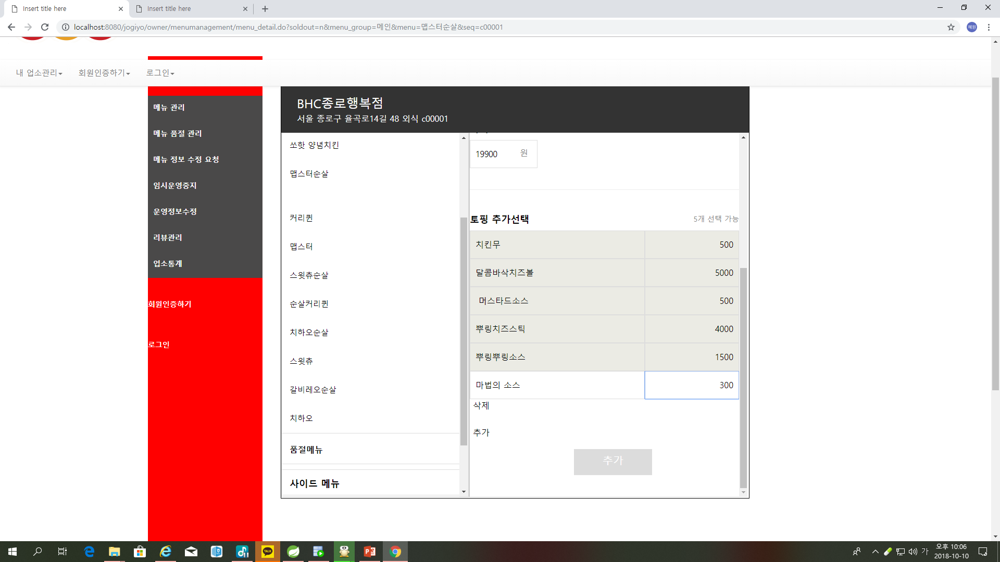 Insert title here
Insert title here
localhost:8080/jogiyo/owner/menumanagement/menu_detail.do?soldout=n&menu_group=메인&menu=맵스터순살&seq=c00001
혜원
내 업소관리
회원인증하기
로그인
메뉴 관리
메뉴 품절 관리
메뉴 정보 수정 요청
임시운영중지
운영정보수정
리뷰관리
업소통계
회원인증하기
로그인
BHC종로행복점
서울 종로구 율곡로14길 48 외식 c00001
쏘핫 양념치킨
맵스터순살
커리퀸
맵스터
스윗츄순살
순살커리퀸
치하오순살
스윗츄
갈비레오순살
치하오
품절메뉴
사이드 메뉴
19900 원
토핑 추가선택 5개 선택 가능
치킨무 500
달콤바삭치즈볼 5000
머스타드소스 500
뿌링치즈스틱 4000
뿌링뿌링소스 1500
마법의 소스 300
삭제
추가
추가
TALK
가
오후 10:06
2018-10-10